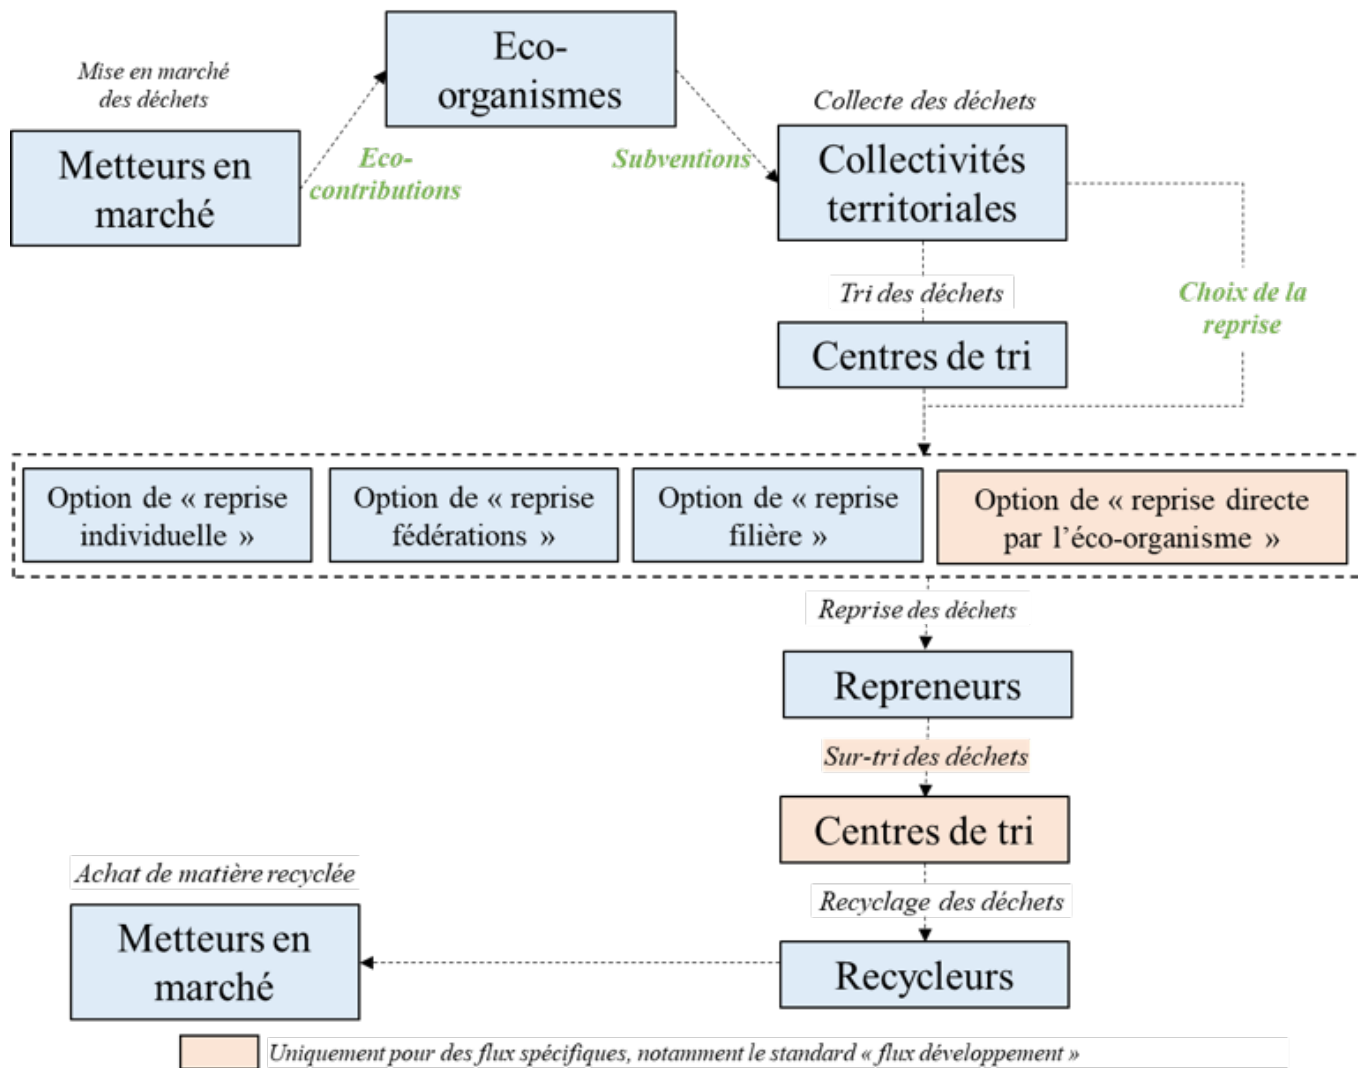 Eco-
organismes
Mise en marché
des déchets
Metteurs en
marché
Eco-
contributions
Subventions
Collecte des déchets
Collectivités
territoriales
Tri des déchets
Choix de la
reprise
Centres de tri
Option de « reprise
individuelle »
Option de « reprise
fédérations »
Option de « reprise
filière »
Option de « reprise directe
par l’éco-organisme »
Reprise des déchets
Repreneurs
Sur-tri des déchets
Centres de tri
Recyclage des déchets
Recycleurs
Achat de matière recyclée
Metteurs en
marché
Uniquement pour des flux spécifiques, notamment le standard « flux développement »